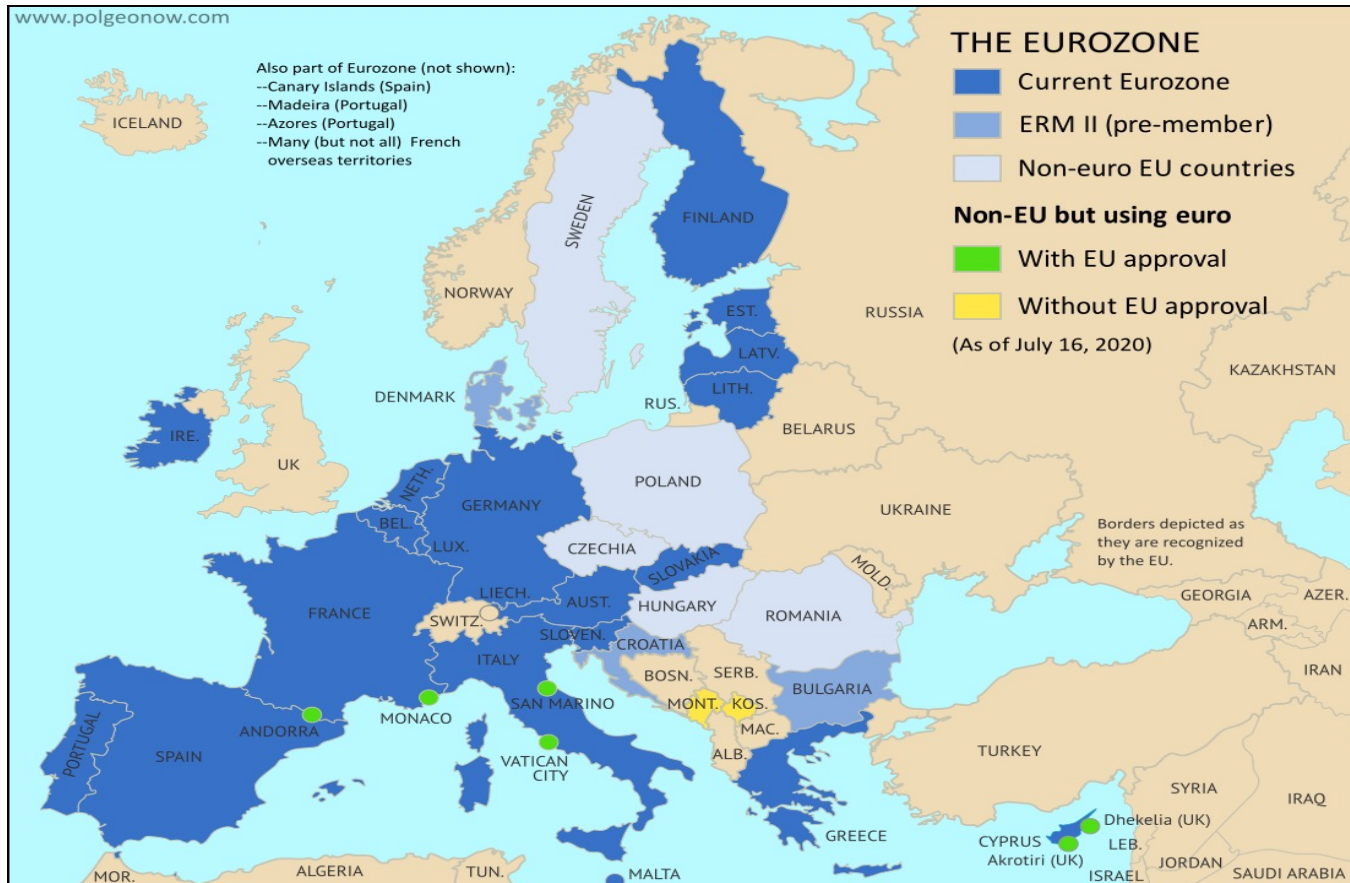 www.polgeonow.com
Also part of Eurozone (not shown):
--Canary Islands (Spain)
--Madeira (Portugal)
--Azores (Portugal)
--Many (but not all) French
overseas territories
THE EUROZONE
Current Eurozone
ERM II (pre-member)
Non-euro EU countries
Non-EU but using euro
With EU approval
Without EU approval
(As of July 16, 2020)
ICELAND
SWEDEN
FINLAND
NORWAY
RUSSIA
EST.
LATV.
LITH.
RUS.
KAZAKHSTAN
DENMARK
BELARUS
IRE.
UK
NETH.
BEL.
LUX.
GERMANY
POLAND
UKRAINE
CZECHIA
SLOVAKIA
MOLD.
Borders depicted as
they are recognized
by the EU.
FRANCE
LIECH.
SWITZ.
AUST.
HUNGARY
ROMANIA
GEORGIA
AZER.
ARM.
IRAN
SLOVEN.
CROATIA
ITALY
BOSN.
SERB.
BULGARIA
MONT.
KOS.
MAC.
ALB.
SAN MARINO
MONACO
ANDORRA
VATICAN
CITY
PORTUGAL
SPAIN
TURKEY
SYRIA
IRAQ
GREECE
CYPRUS
Dhekelia (UK)
Akrotiri (UK)
LEB.
ISRAEL
JORDAN
SAUDI ARABIA
MOR.
ALGERIA
TUN.
MALTA